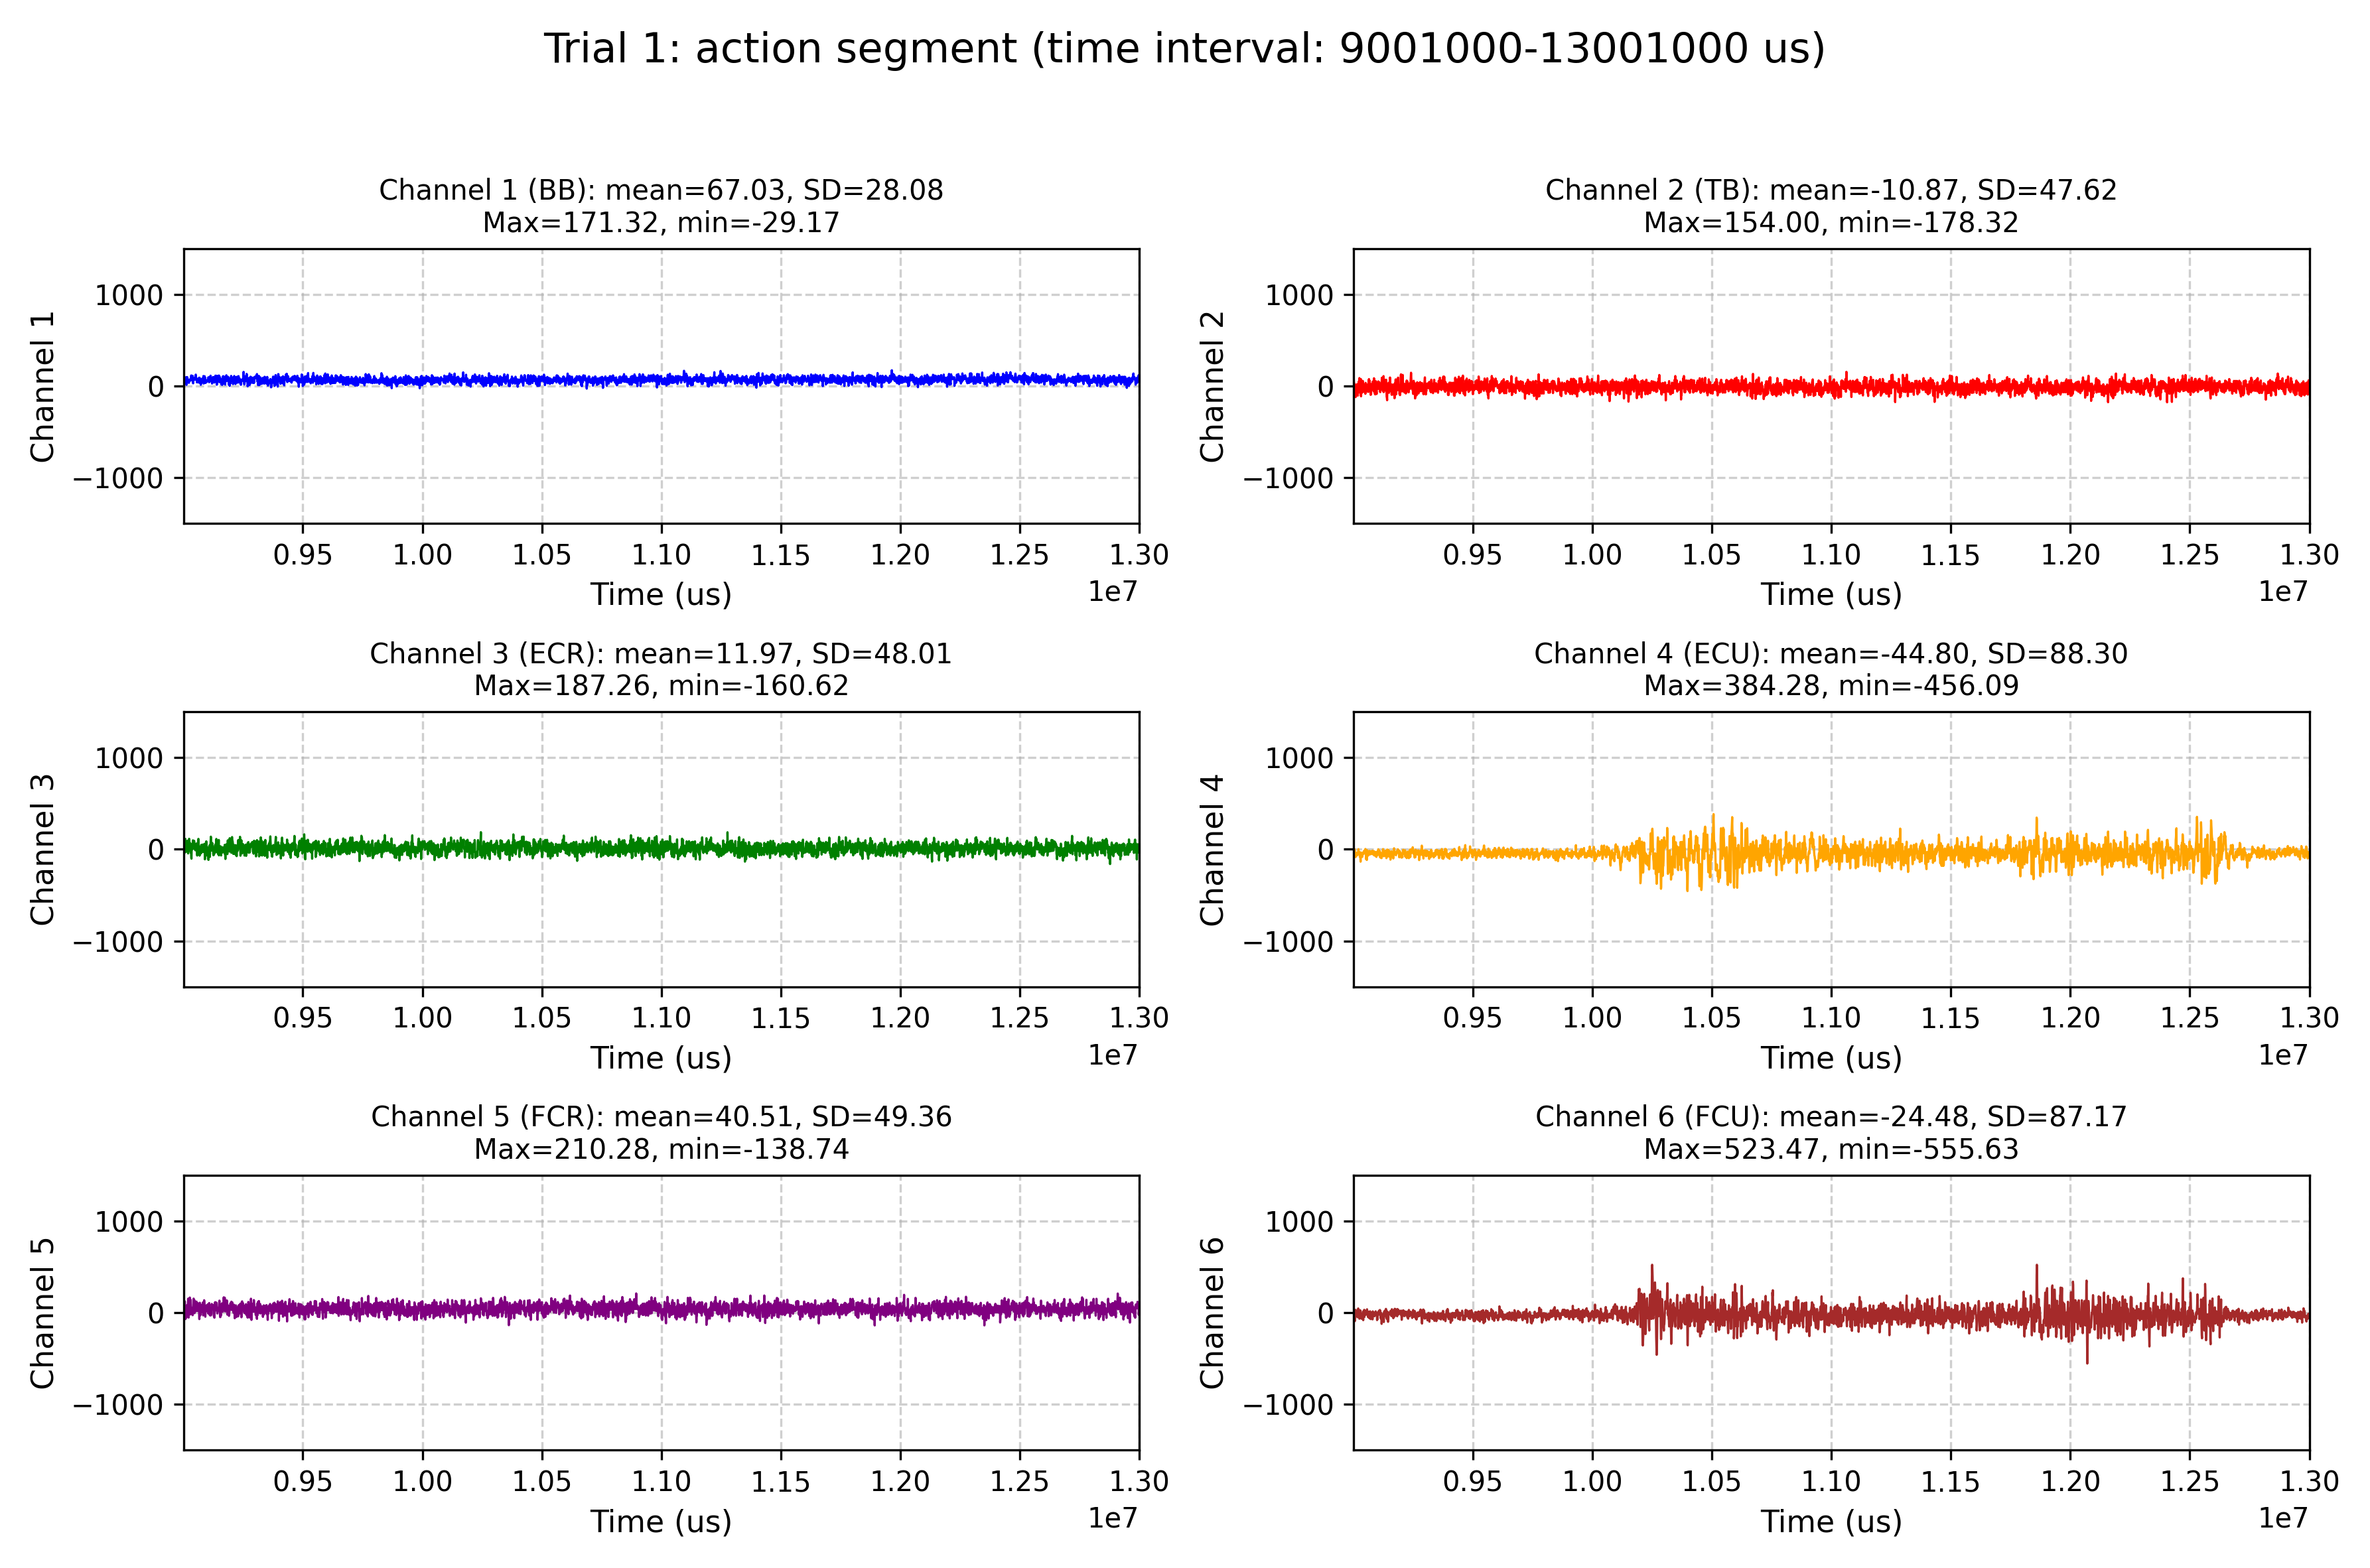 Trial 1: action segment (time interval: 9001000-13001000 us)
Channel 1 (BB): mean=67.03, SD=28.08
Max=171.32, min=-29.17
Channel 1
1000
0
−1000
0.95 1.00 1.05 1.10 1.15 1.20 1.25 1.30
Time (us)
1e7
Channel 2 (TB): mean=-10.87, SD=47.62
Max=154.00, min=-178.32
Channel 2
1000
0
−1000
0.95 1.00 1.05 1.10 1.15 1.20 1.25 1.30
Time (us)
1e7
Channel 3 (ECR): mean=11.97, SD=48.01
Max=187.26, min=-160.62
Channel 3
1000
0
−1000
0.95 1.00 1.05 1.10 1.15 1.20 1.25 1.30
Time (us)
1e7
Channel 4 (ECU): mean=-44.80, SD=88.30
Max=384.28, min=-456.09
Channel 4
1000
0
−1000
0.95 1.00 1.05 1.10 1.15 1.20 1.25 1.30
Time (us)
1e7
Channel 5 (FCR): mean=40.51, SD=49.36
Max=210.28, min=-138.74
Channel 5
1000
0
−1000
0.95 1.00 1.05 1.10 1.15 1.20 1.25 1.30
Time (us)
1e7
Channel 6 (FCU): mean=-24.48, SD=87.17
Max=523.47, min=-555.63
Channel 6
1000
0
−1000
0.95 1.00 1.05 1.10 1.15 1.20 1.25 1.30
Time (us)
1e7